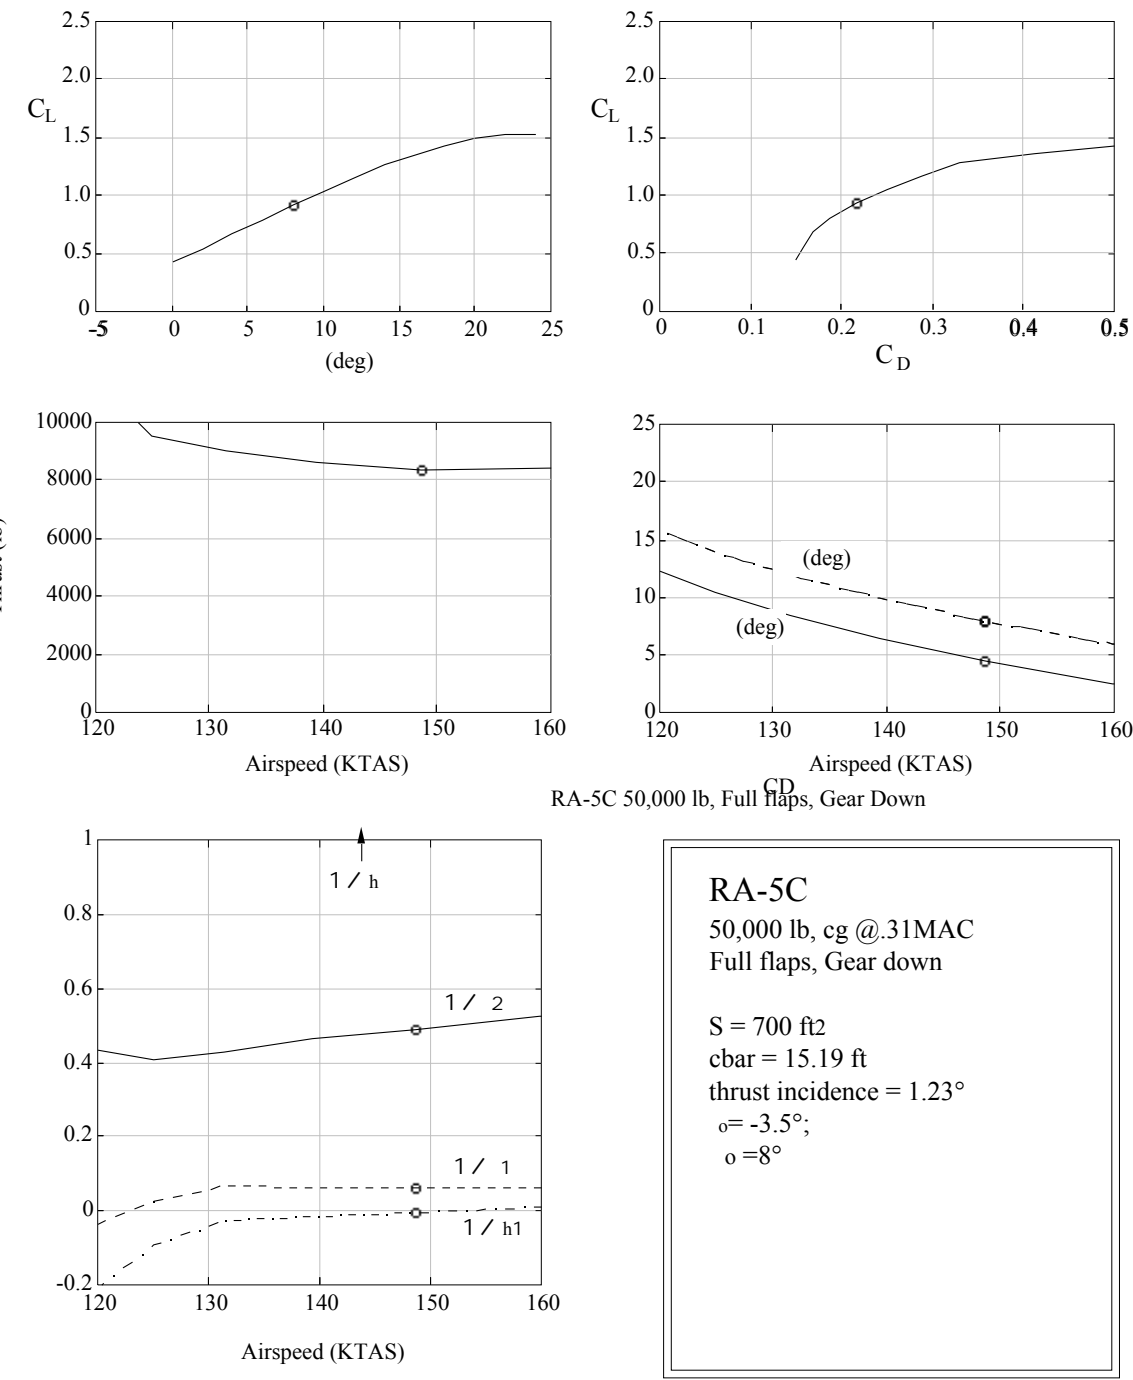 2.5
2.0
C L
1.5
1.0
0.5
0
-5 0 5 10 15 20 25
(deg)
2.5
2.0
C L
1.5
1.0
0.5
0
0 0.1 0.2 0.3 0.4 0.5
C D
10000
8000
6000
4000
2000
0
120 130 140 150 160
Airspeed (KTAS)
25
20
15
10
5
0
(deg)
(deg)
120 130 140 150 160
Airspeed (KTAS)
CD
RA-5C 50,000 lb, Full flaps, Gear Down
1
0.8
0.6
0.4
0.2
0
-0.2
1/ h
1/ 2
1/ 1
1/ h1
120 130 140 150 160
Airspeed (KTAS)
RA-5C
50,000 lb, cg @.31MAC
Full flaps, Gear down
S = 700 ft2
cbar = 15.19 ft
thrust incidence = 1.23°
o= -3.5°;
o =8°